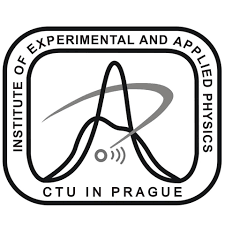 INSTITUTE OF EXPERIMENTAL AND APPLIED PHYSICS
CTU IN PRAGUE